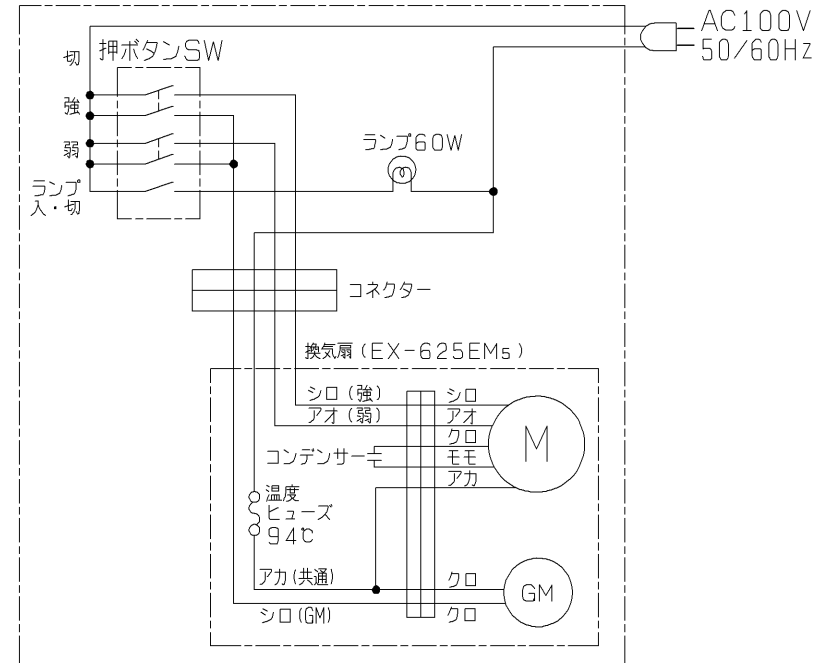 AC100V
50/60Hz
切
押ボタンSW
強
弱
ランプ
入・切
ランプ60W
コネクター
換気扇(EX-625EMs)
シロ(強)
アオ(弱)
シロ
アオ
クロ
モモ
アカ
コンデンサー
M
温度
ヒューズ
94℃
アカ(共通)
シロ(GM)
クロ
クロ
GM